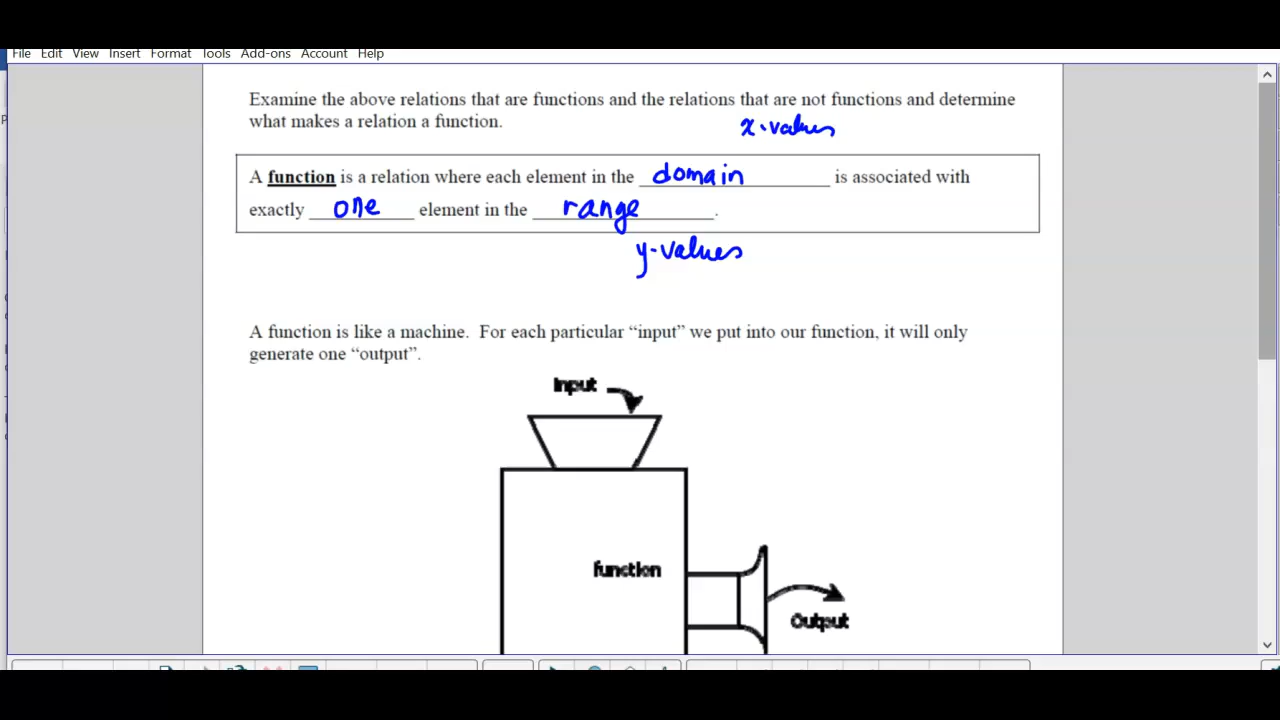 File Edit View Insert Format Tools Add-ons Account Help
Examine the above relations that are functions and the relations that are not functions and determine
what makes a relation a function.
x-values
A function is a relation where each element in the domain is associated with
exactly one element in the range.
y-values
A function is like a machine. For each particular “input” we put into our function, it will only
generate one “output”.
Input
function
Output